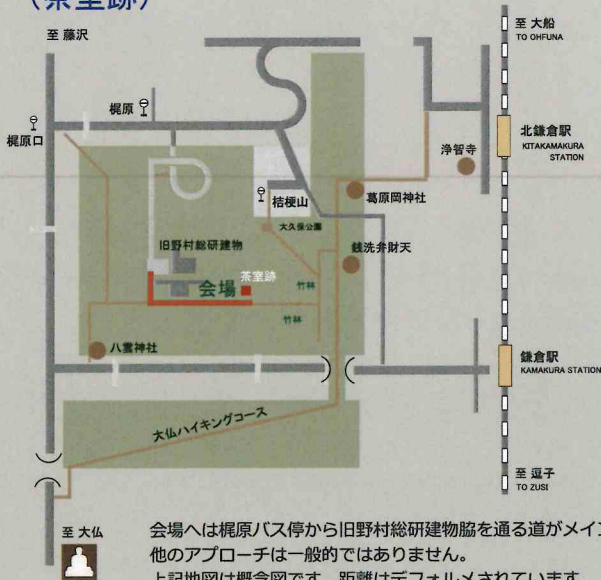 （茶室跡）
至 藤沢
至 大船
TO OHFUNA
梶原
梶原口
北鎌倉駅
KITAKAMAKURA
STATION
浄智寺
桔梗山
葛原岡神社
大久保公園
旧野村総研建物
銭洗弁財天
茶室跡
会場
竹林
竹林
八雲神社
鎌倉駅
KAMAKURA STATION
大仏ハイキングコース
至 逗子
TO ZUSI
至 大仏
会場へは梶原バス停から旧野村総研建物脇を通る道がメイン
他のアプローチは一般的ではありません。
上記地図は概念図です。距離はデフォルメされています